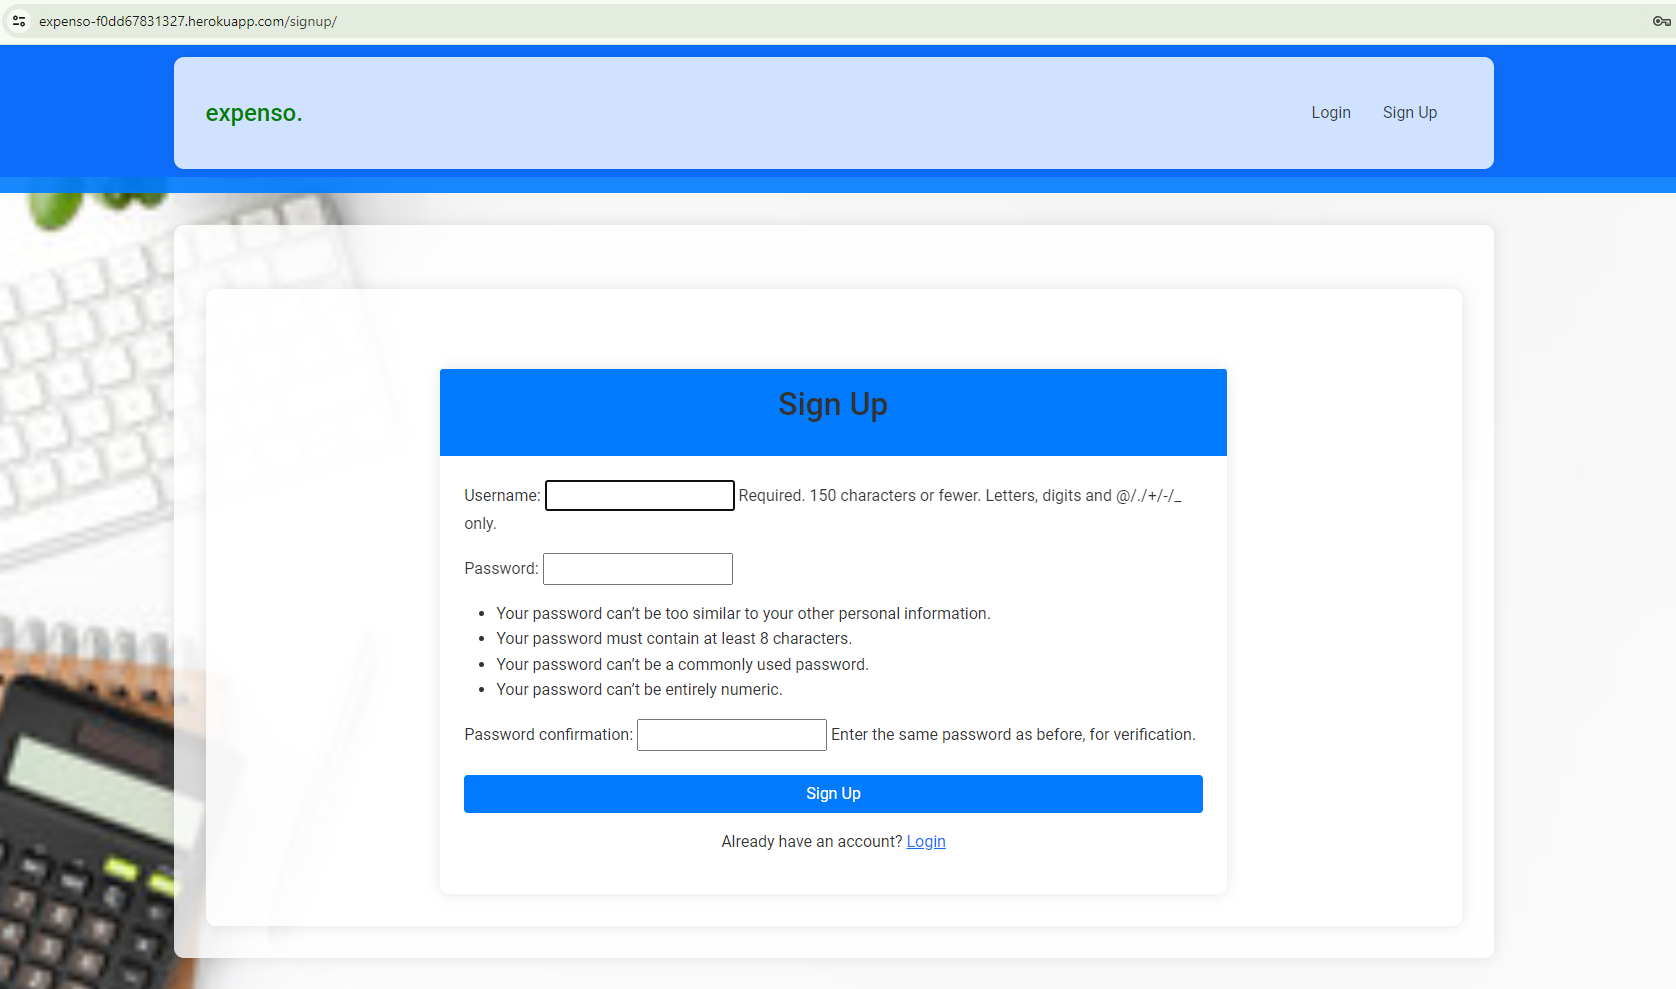 expenso-f0dd67831327.herokuapp.com/signup/
expenso.
Login
Sign Up
Sign Up
Username: Required. 150 characters or fewer. Letters, digits and @/./+/-/_
only.
Password:
Your password can’t be too similar to your other personal information.
Your password must contain at least 8 characters.
Your password can’t be a commonly used password.
Your password can’t be entirely numeric.
Password confirmation: Enter the same password as before, for verification.
Sign Up
Already have an account? Login